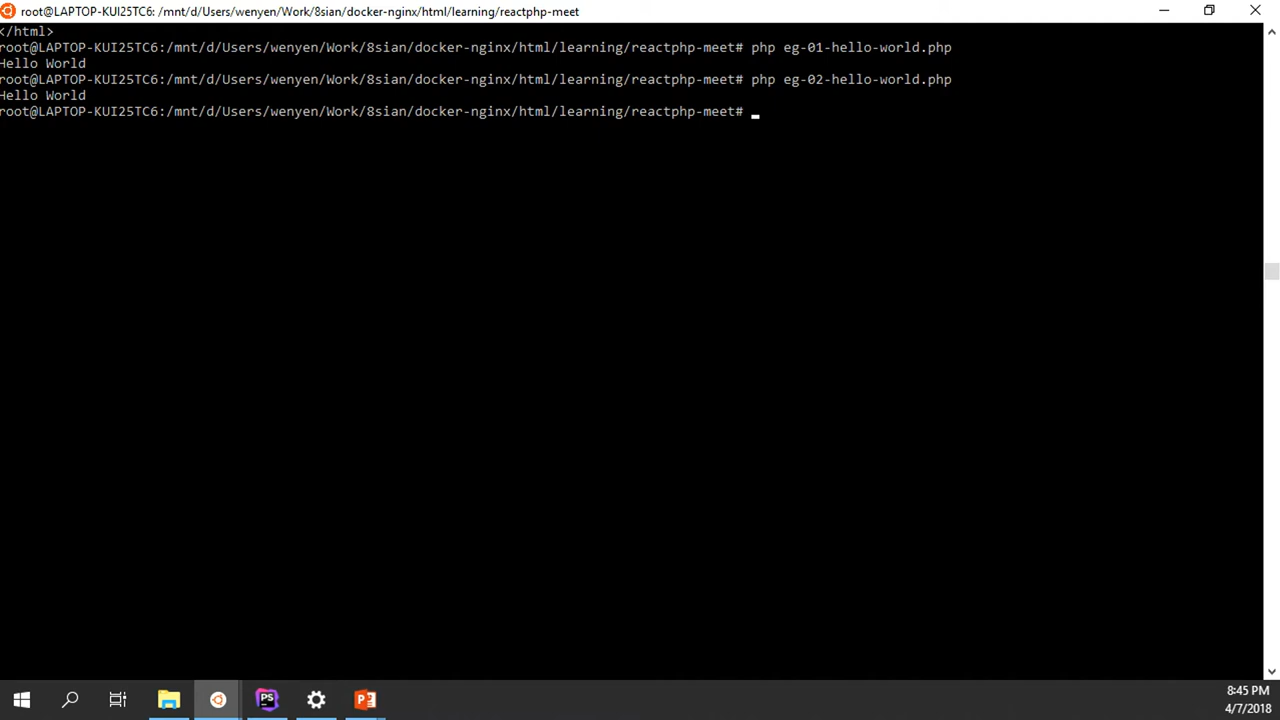 root@LAPTOP-KUI25TC6: /mnt/d/Users/wenyen/Work/8sian/docker-nginx/html/learning/reactphp-meet
</html>
root@LAPTOP-KUI25TC6:/mnt/d/Users/wenyen/Work/8sian/docker-nginx/html/learning/reactphp-meet# php eg-01-hello-world.php
Hello World
root@LAPTOP-KUI25TC6:/mnt/d/Users/wenyen/Work/8sian/docker-nginx/html/learning/reactphp-meet# php eg-02-hello-world.php
Hello World
root@LAPTOP-KUI25TC6:/mnt/d/Users/wenyen/Work/8sian/docker-nginx/html/learning/reactphp-meet#
PS
8:45 PM
4/7/2018